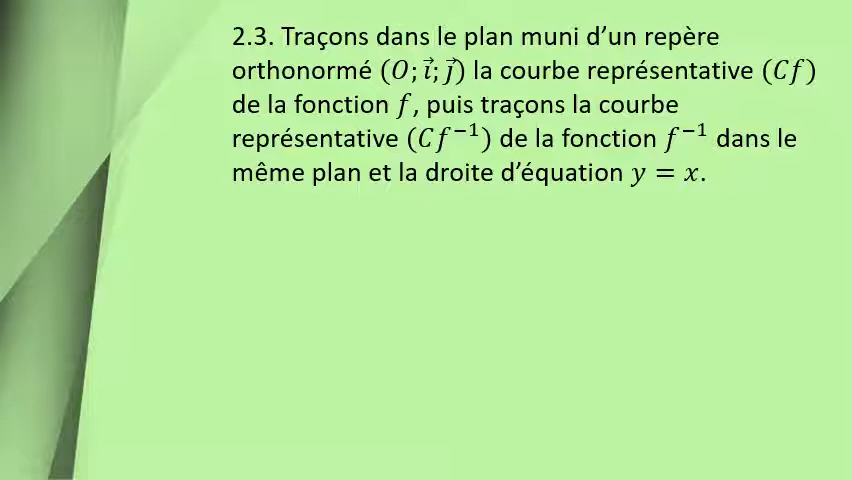 2.3. Traçons dans le plan muni d’un repère
orthonormé (O; i⃗; j⃗) la courbe représentative (Cf)
de la fonction f, puis traçons la courbe
représentative (Cf⁻¹) de la fonction f⁻¹ dans le
même plan et la droite d’équation y = x.